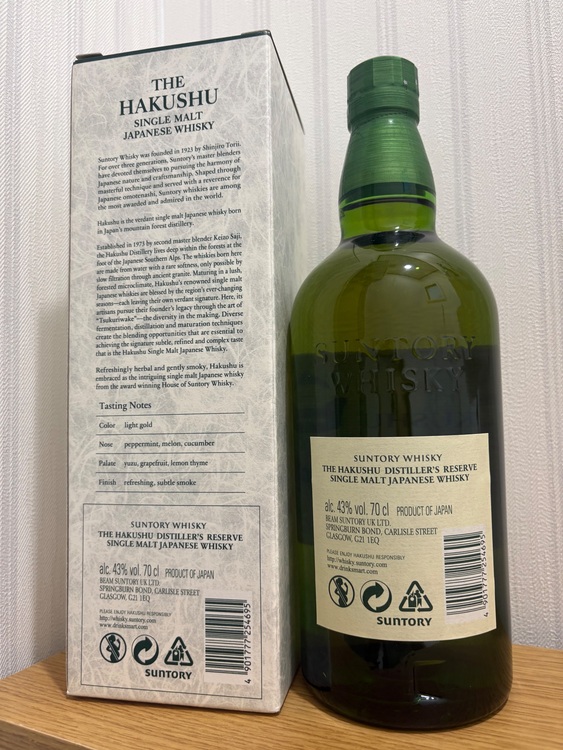 THE
HAKUSHU
SINGLE MALT
JAPANESE WHISKY
Suntory Whisky was founded in 1923 by Shinjiro Torii.
For over three generations, Suntory's master blenders
have devoted themselves to pursuing the harmony of
Japanese nature and craftsmanship. Shaped through
masterful technique and served with a reverence for
Japanese omotenashi, Suntory whiskies are among
the most awarded and admired in the world.
Hakushu is the verdant single malt Japanese whisky born
in Japan's mountain forest distillery.
Established in 1973 by second master blender Keizo Saji,
the Hakushu Distillery lives deep within the forests at the
foot of the Japanese Southern Alps. The whiskies born here
are made from water with a rare softness, only possible by
slow filtration through ancient granite. Maturing in a lush,
forested microclimate, Hakushu's renowned single malt
Japanese whiskies are blessed by the region's ever-changing
seasons—each leaving their own verdant signature. Here, its
artisans pursue their founder's legacy through the art of
"Tsukuriwake"—the diversity in the making. Diverse
fermentation, distillation and maturation techniques
create the blending opportunities that are essential to
achieving the signature subtle, refined and complex taste
that is the Hakushu Single Malt Japanese Whisky.
Refreshingly herbal and gently smoky, Hakushu is
embraced as the intriguing single malt Japanese whisky
from the award winning House of Suntory Whisky.
Tasting Notes
Color light gold
Nose peppermint, melon, cucumber
Palate yuzu, grapefruit, lemon thyme
Finish refreshing, subtle smoke
SUNTORY WHISKY
THE HAKUSHU DISTILLER'S RESERVE
SINGLE MALT JAPANESE WHISKY
alc. 43% vol. 70 cl PRODUCT OF JAPAN
BEAM SUNTORY UK LTD.
SPRINGBURN BOND, CARLISLE STREET
GLASGOW, G21 1EQ
PLEASE ENJOY HAKUSHU RESPONSIBLY
http://whisky.suntory.com
www.drinksmart.com
SUNTORY
4 901777 254695
SUNTORY
WHISKY
SUNTORY WHISKY
THE HAKUSHU DISTILLER'S RESERVE
SINGLE MALT JAPANESE WHISKY
alc. 43% vol. 70 cl PRODUCT OF JAPAN
BEAM SUNTORY UK LTD.
SPRINGBURN BOND, CARLISLE STREET
GLASGOW, G21 1EQ
PLEASE ENJOY HAKUSHU RESPONSIBLY
http://whisky.suntory.com
www.drinksmart.com
SUNTORY
4 901777 254695